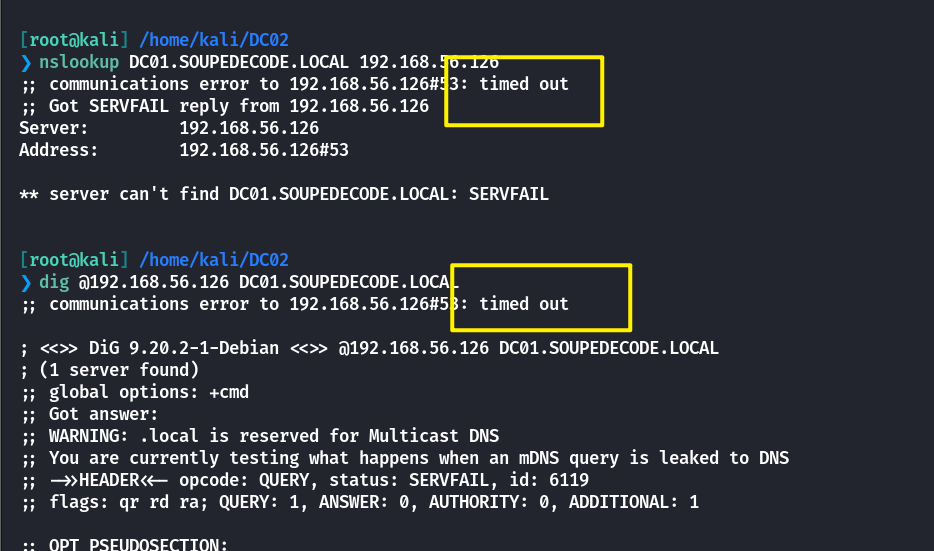 [root@kali] /home/kali/DC02
❯ nslookup DC01.SOUPEDECODE.LOCAL 192.168.56.126
;; communications error to 192.168.56.126#53: timed out
;; Got SERVFAIL reply from 192.168.56.126
Server: 192.168.56.126
Address: 192.168.56.126#53
** server can't find DC01.SOUPEDECODE.LOCAL: SERVFAIL
[root@kali] /home/kali/DC02
❯ dig @192.168.56.126 DC01.SOUPEDECODE.LOCAL
;; communications error to 192.168.56.126#53: timed out
; <<>> DiG 9.20.2-1-Debian <<>> @192.168.56.126 DC01.SOUPEDECODE.LOCAL
; (1 server found)
;; global options: +cmd
;; Got answer:
;; WARNING: .local is reserved for Multicast DNS
;; You are currently testing what happens when an mDNS query is leaked to DNS
;; ->>HEADER<<- opcode: QUERY, status: SERVFAIL, id: 6119
;; flags: qr rd ra; QUERY: 1, ANSWER: 0, AUTHORITY: 0, ADDITIONAL: 1
;; OPT PSEUDOSECTION: